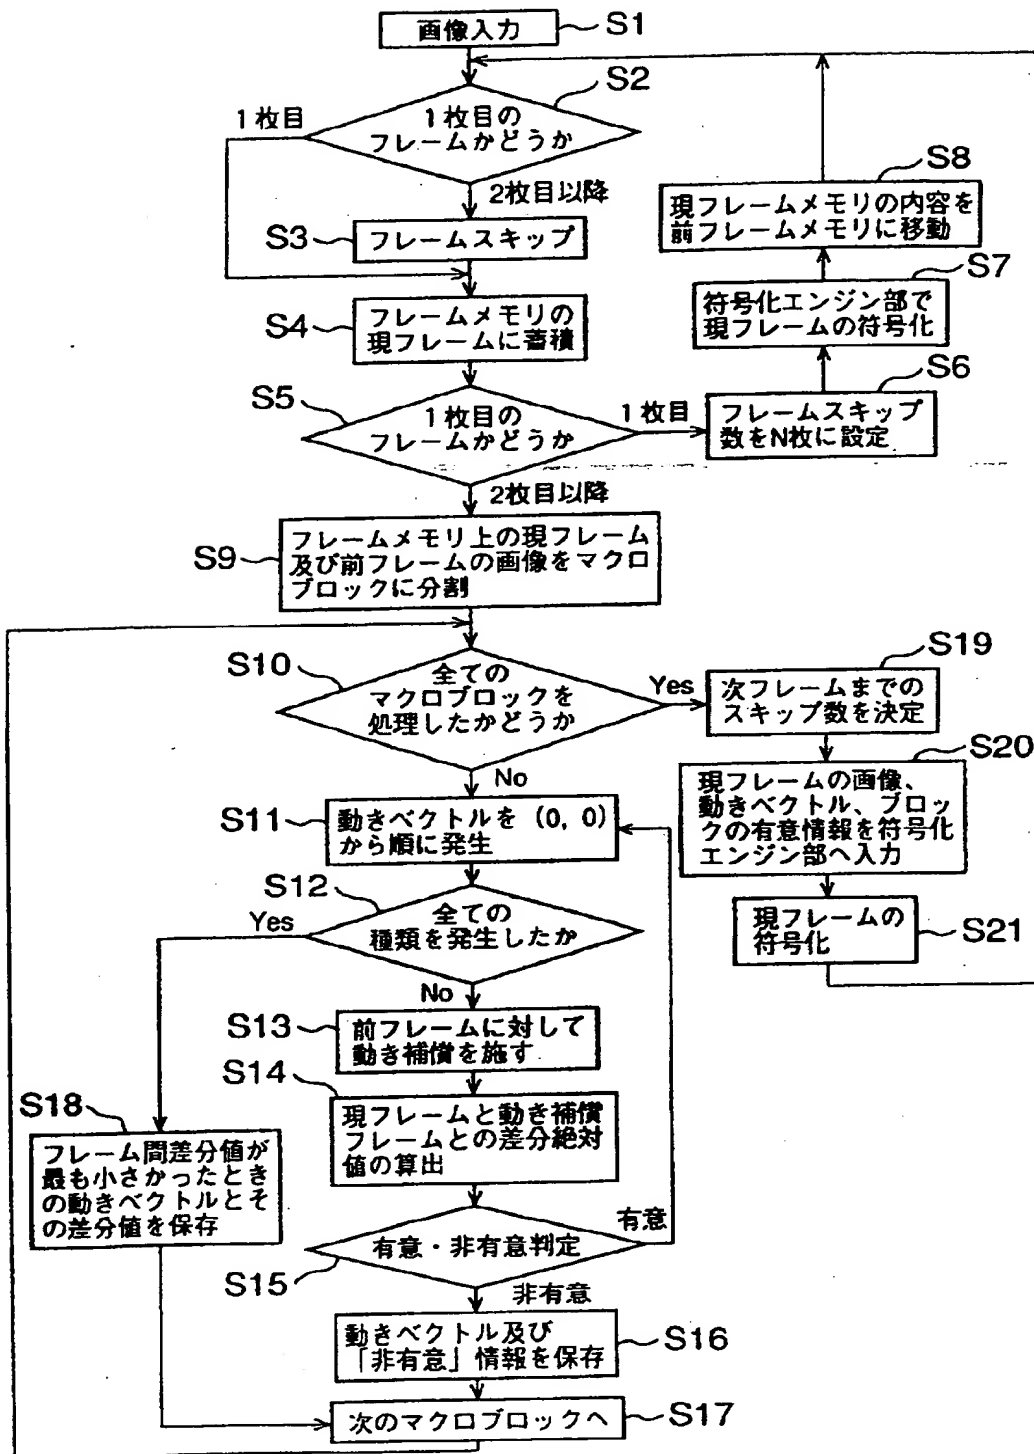 画像入力
S1
S2
1枚目
1枚目の
フレームかどうか
2枚目以降
S3
フレームスキップ
S4
フレームメモリの
現フレームに蓄積
S5
1枚目の
フレームかどうか
1枚目
S6
フレームスキップ
数をN枚に設定
S7
符号化エンジン部で
現フレームの符号化
S8
現フレームメモリの内容を
前フレームメモリに移動
2枚目以降
S9
フレームメモリ上の現フレーム
及び前フレームの画像をマクロ
ブロックに分割
S10
全ての
マクロブロックを
処理したかどうか
Yes
S19
次フレームまでの
スキップ数を決定
S20
現フレームの画像、
動きベクトル、ブロッ
クの有意情報を符号化
エンジン部へ入力
現フレームの
符号化
S21
No
S11
動きベクトルを (0, 0)
から順に発生
S12
Yes
全ての
種類を発生したか
No
S13
前フレームに対して
動き補償を施す
S14
現フレームと動き補償
フレームとの差分絶対
値の算出
S18
フレーム間差分値が
最も小さかったとき
の動きベクトルとそ
の差分値を保存
有意
S15
有意・非有意判定
非有意
動きベクトル及び
「非有意」情報を保存
S16
次のマクロブロックへ
S17